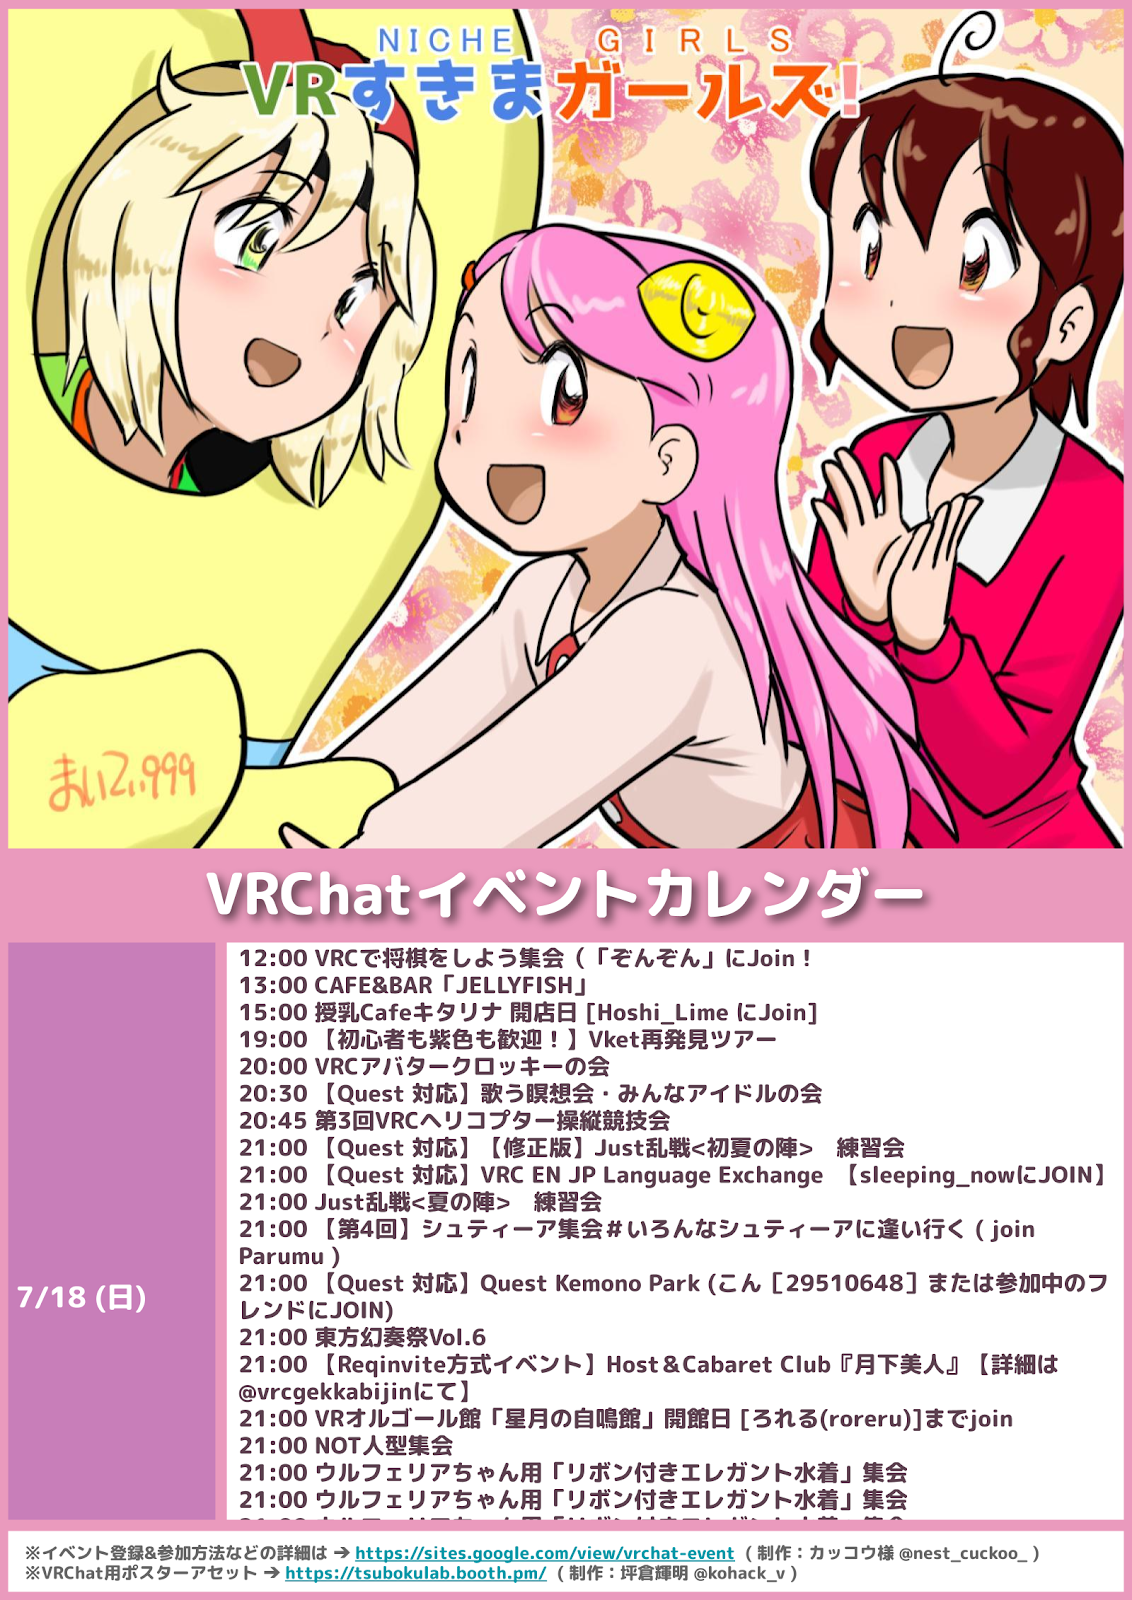 NICHE GIRLS
VRすきまガールズ!
まいてぃ999
VRChatイベントカレンダー
7/18 (日)
12:00 VRCで将棋をしよう集会（「ぞんぞん」にJoin！
13:00 CAFE&BAR「JELLYFISH」
15:00 授乳Cafeキタリナ 開店日 [Hoshi_Lime にJoin]
19:00 【初心者も紫色も歓迎！】Vket再発見ツアー
20:00 VRCアバタークロッキーの会
20:30 【Quest 対応】歌う瞑想会・みんなアイドルの会
20:45 第3回VRCヘリコプター操縦競技会
21:00 【Quest 対応】【修正版】Just乱戦<初夏の陣>　練習会
21:00 【Quest 対応】VRC EN JP Language Exchange 【sleeping_nowにJOIN】
21:00 Just乱戦<夏の陣>　練習会
21:00 【第4回】シュティーア集会＃いろんなシュティーアに逢い行く ( join
Parumu )
21:00 【Quest 対応】Quest Kemono Park (こん［29510648］または参加中のフ
レンドにJOIN)
21:00 東方幻奏祭Vol.6
21:00 【Reqinvite方式イベント】Host＆Cabaret Club『月下美人』【詳細は
@vrcgekkabijinにて】
21:00 VRオルゴール館「星月の自鳴館」開館日 [ろれる(roreru)]までjoin
21:00 NOT人型集会
21:00 ウルフェリアちゃん用「リボン付きエレガント水着」集会
21:00 ウルフェリアちゃん用「リボン付きエレガント水着」集会
※イベント登録&参加方法などの詳細は ➔ https://sites.google.com/view/vrchat-event ( 制作：カッコウ様 @nest_cuckoo_ )
※VRChat用ポスターアセット ➔ https://tsubokulab.booth.pm/ ( 制作：坪倉輝明 @kohack_v )